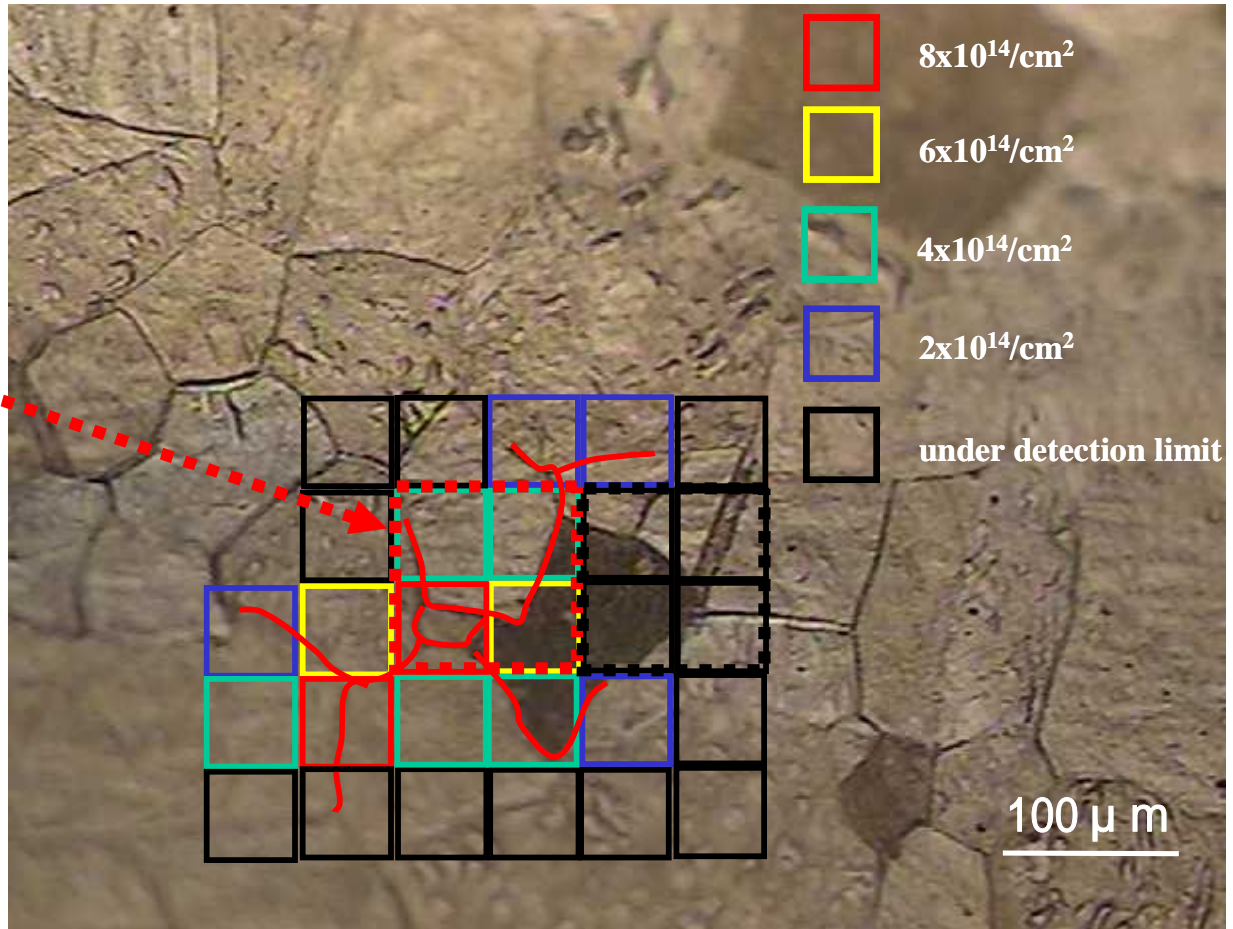 8x10¹⁴/cm²
6x10¹⁴/cm²
4x10¹⁴/cm²
2x10¹⁴/cm²
under detection limit
100 μ m